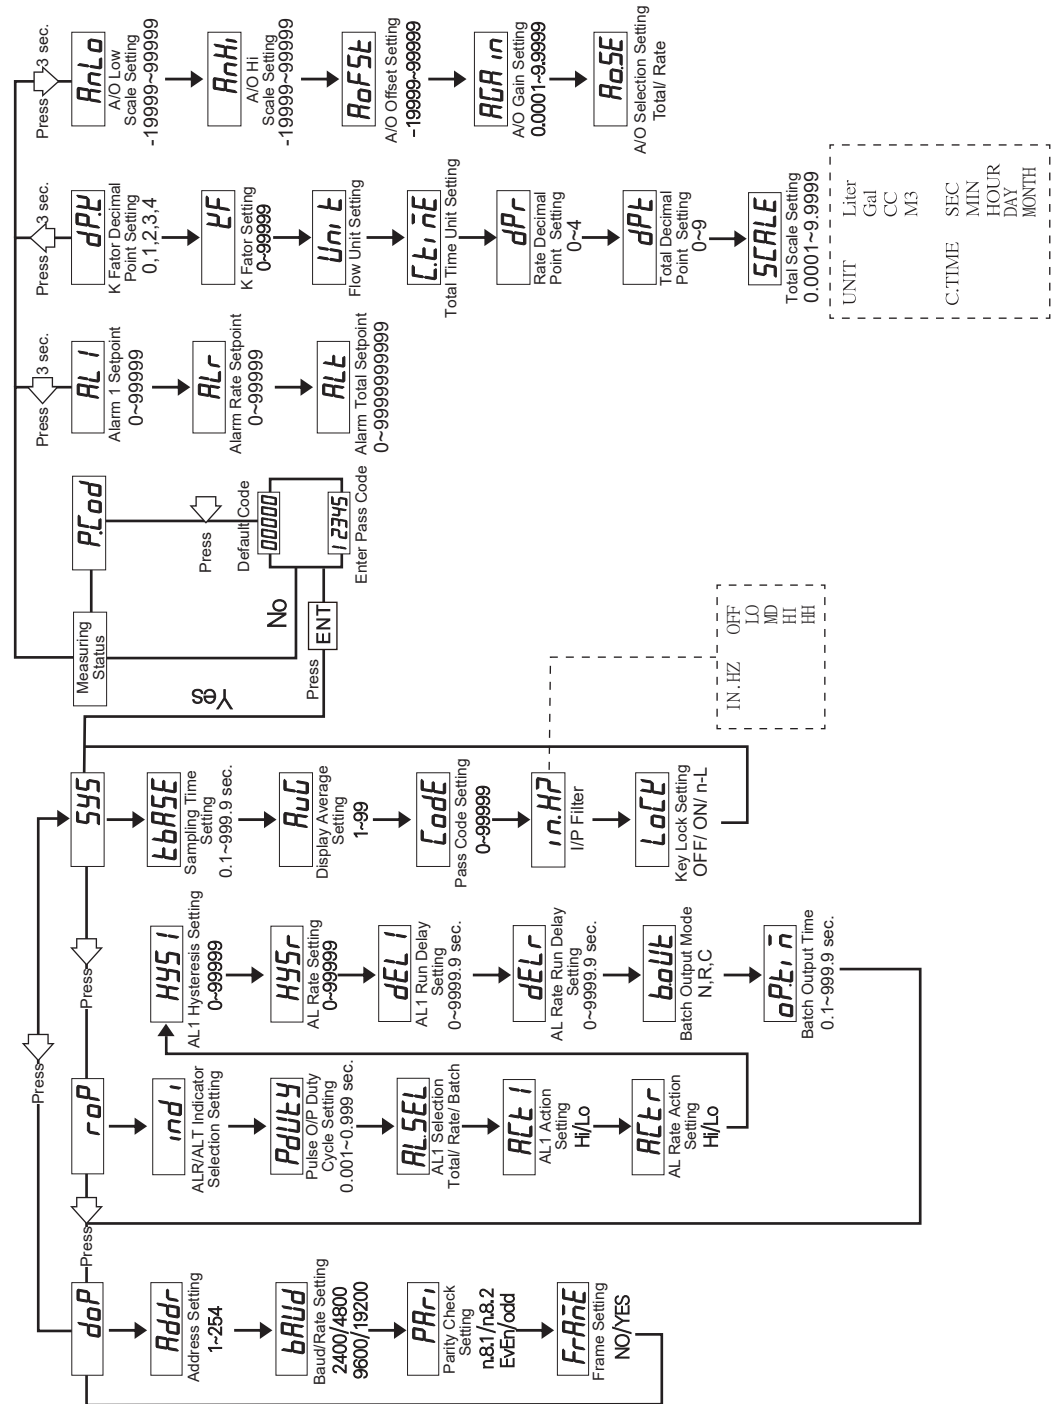 Measuring
Status
P.Cod
Press
Default Code
00000
12345
Enter Pass Code
No
Press
ENT
Yes
Press
3 sec.
AL1
Alarm 1 Setpoint
0~99999
ALr
Alarm Rate Setpoint
0~99999
ALt
Alarm Total Setpoint
0~9999999999
Press
3 sec.
dP.K
K Fator Decimal
Point Setting
0,1,2,3,4
KF
K Fator Setting
0~99999
Unit
Flow Unit Setting
C.timE
Total Time Unit Setting
dPr
Rate Decimal
Point Setting
0~4
dPt
Total Decimal
Point Setting
0~9
SCALE
Total Scale Setting
0.0001~9.9999
Press
3 sec.
AnLo
A/O Low
Scale Setting
-19999~99999
AnHi
A/O Hi
Scale Setting
-19999~99999
AoFSt
A/O Offset Setting
-19999~99999
AGAin
A/O Gain Setting
0.0001~9.9999
Ao.SE
A/O Selection Setting
Total/ Rate
UNIT Liter
Gal
CC
M3
C.TIME SEC
MIN
HOUR
DAY
MONTH
SYS
tbASE
Sampling Time
Setting
0.1~999.9 sec.
AvG
Display Average
Setting
1~99
CodE
Pass Code Setting
0~99999
in.HZ
I/P Filter
LoCK
Key Lock Setting
OFF/ ON/ n-L
IN.HZ OFF
LO
MD
HI
HH
Press
Press
roP
indi
ALR/ALT Indicator
Selection Setting
PdUtY
Pulse O/P Duty
Cycle Setting
0.001~0.999 sec.
AL.SEL
AL1 Selection
Total/ Rate/ Batch
ACt1
AL1 Action
Setting
Hi/Lo
ACtr
AL Rate Action
Setting
Hi/Lo
HYS1
AL1 Hysteresis Setting
0~99999
HYSr
AL Rate Setting
0~99999
dEL1
AL1 Run Delay
Setting
0~9999.9 sec.
dELr
AL Rate Run Delay
Setting
0~9999.9 sec.
b.oUt
Batch Output Mode
N,R,C
oP.tim
Batch Output Time
0.1~999.9 sec.
Press
doP
Addr
Address Setting
1~254
bAUd
Baud/Rate Setting
2400/4800
9600/19200
PAri
Parity Check
Setting
n.8.1/n.8.2
EvEn/odd
FrAmE
Frame Setting
NO/YES